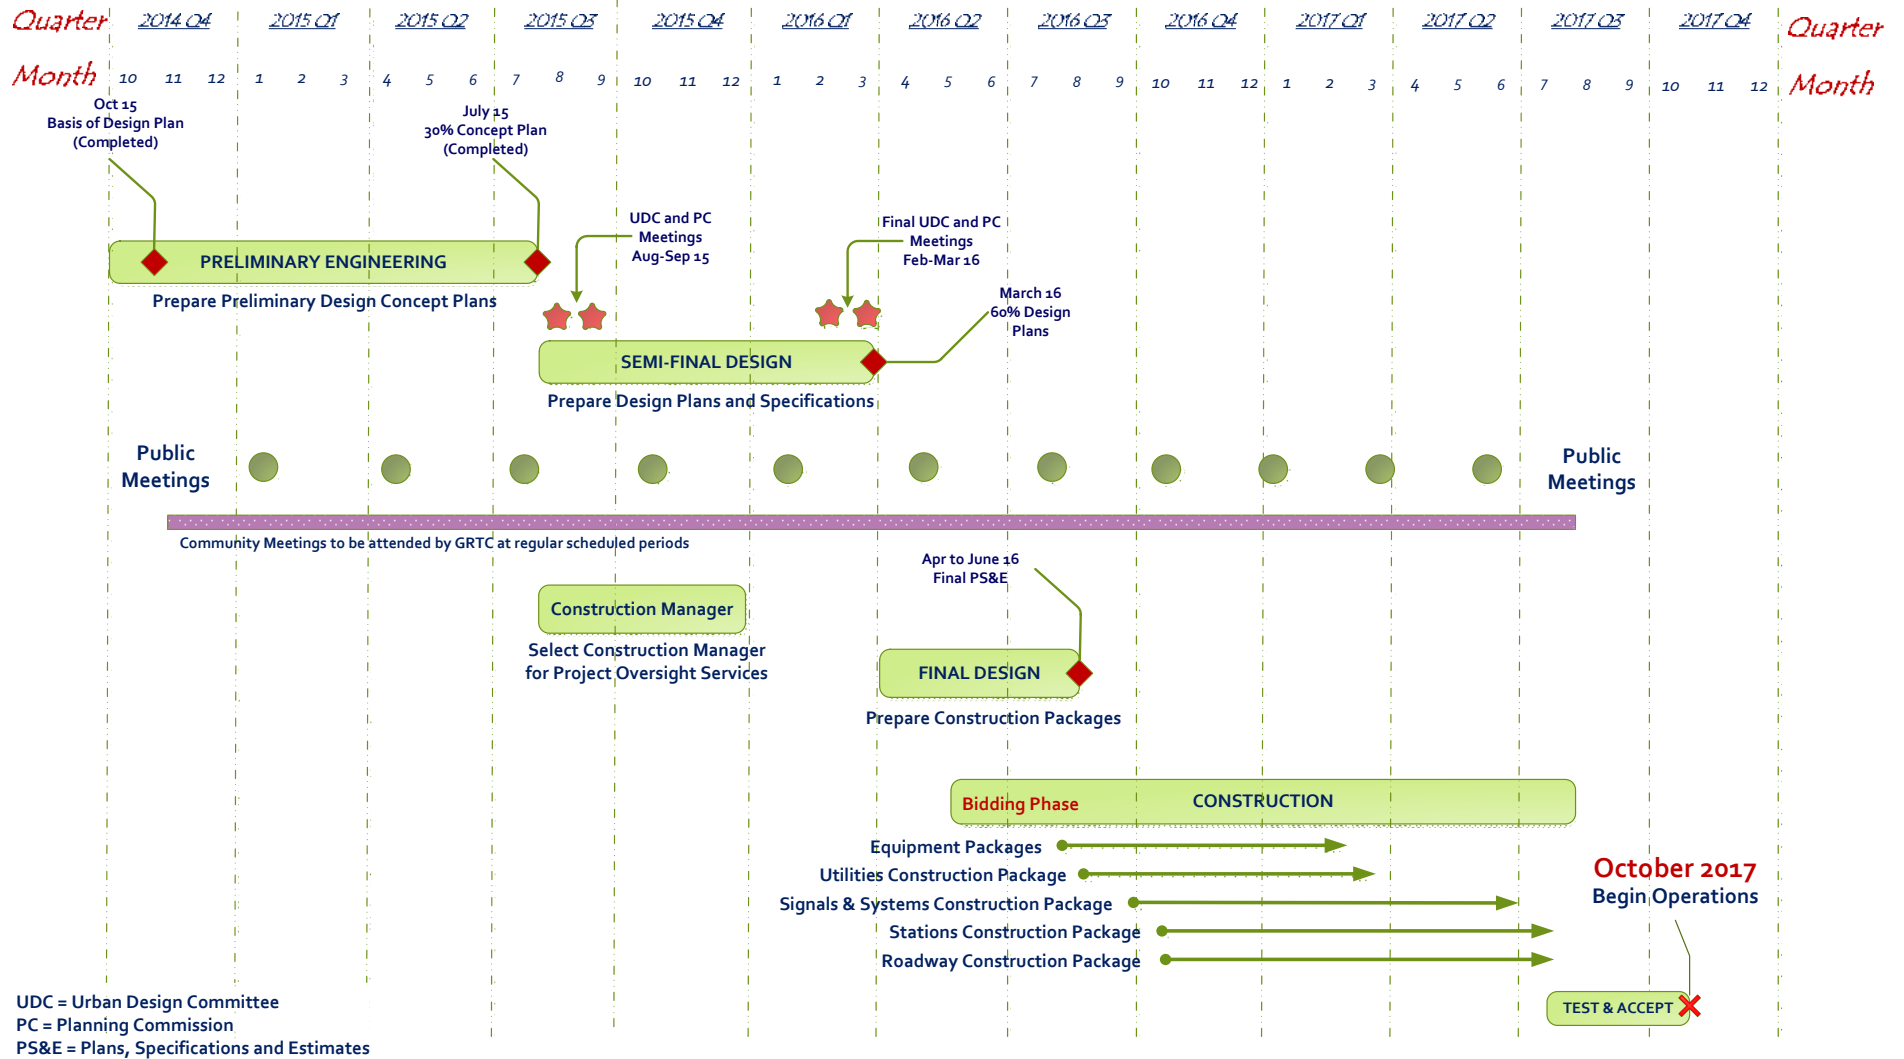 Quarter 2014 Q4 2015 Q1 2015 Q2 2015 Q3 2015 Q4 2016 Q1 2016 Q2 2016 Q3 2016 Q4 2017 Q1 2017 Q2 2017 Q3 2017 Q4 Quarter
Month 10 11 12 1 2 3 4 5 6 7 8 9 10 11 12 1 2 3 4 5 6 7 8 9 10 11 12 1 2 3 4 5 6 7 8 9 10 11 12 Month
Oct 15
Basis of Design Plan
(Completed)
July 15
30% Concept Plan
(Completed)
UDC and PC
Meetings
Aug-Sep 15
Final UDC and PC
Meetings
Feb-Mar 16
PRELIMINARY ENGINEERING
Prepare Preliminary Design Concept Plans
March 16
60% Design
Plans
SEMI-FINAL DESIGN
Prepare Design Plans and Specifications
Public
Meetings
Public
Meetings
Community Meetings to be attended by GRTC at regular scheduled periods
Apr to June 16
Final PS&E
Construction Manager
Select Construction Manager
for Project Oversight Services
FINAL DESIGN
Prepare Construction Packages
Bidding Phase CONSTRUCTION
Equipment Packages
Utilities Construction Package
Signals & Systems Construction Package
Stations Construction Package
Roadway Construction Package
October 2017
Begin Operations
TEST & ACCEPT
UDC = Urban Design Committee
PC = Planning Commission
PS&E = Plans, Specifications and Estimates